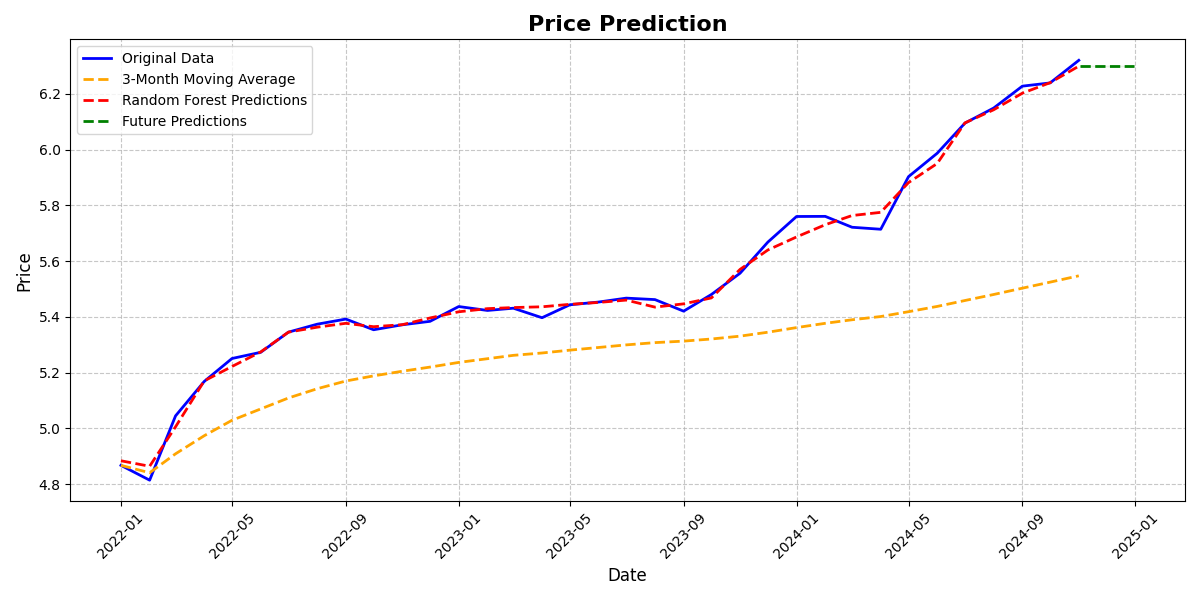 Price Prediction
Original Data
3-Month Moving Average
Random Forest Predictions
Future Predictions
Price
6.2
6.0
5.8
5.6
5.4
5.2
5.0
4.8
2022-01
2022-05
2022-09
2023-01
2023-05
2023-09
2024-01
2024-05
2024-09
2025-01
Date